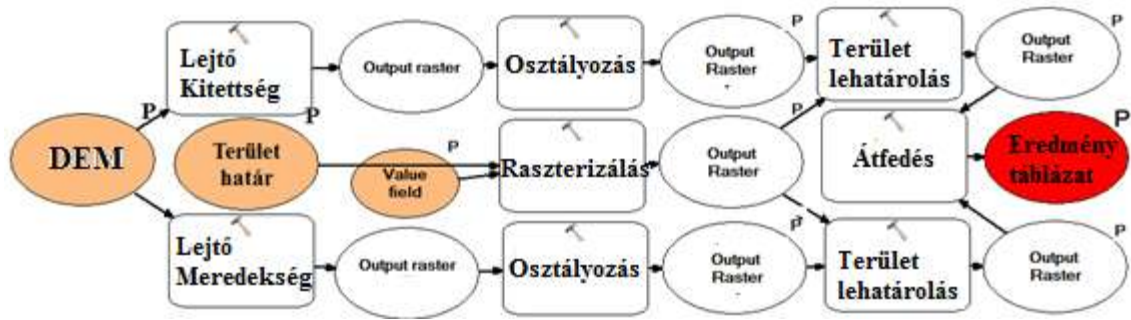 Lejtő
Kitettség
Output raster
Osztályozás
P
Output
Raster
Terület
lehatárolás
P
Output
Raster
P
P
DEM
Terület
határ
P
Value
field
Raszterizálás
P
Output
Raster
Átfedés
P
Eredmény
táblázat
Lejtő
Meredekség
Output raster
Osztályozás
P
Output
Raster
Terület
lehatárolás
P
Output
Raster